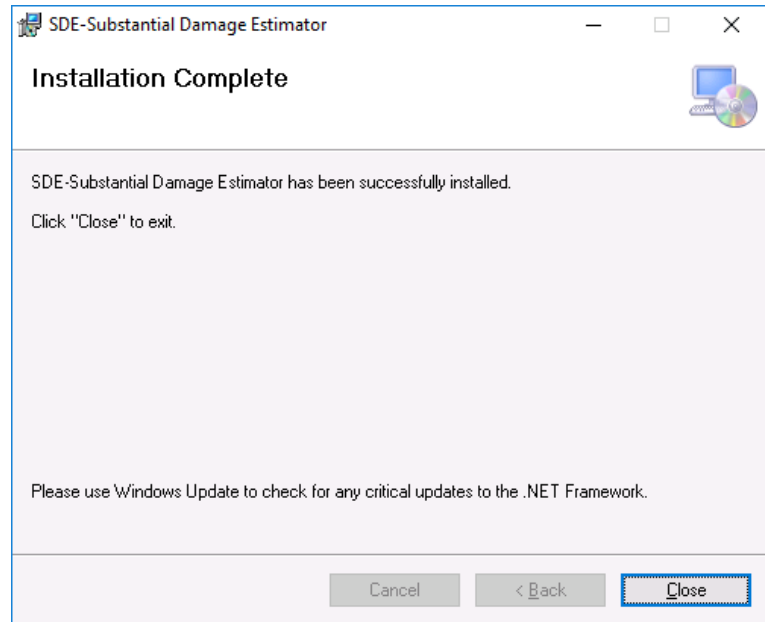 SDE-Substantial Damage Estimator
Installation Complete
SDE-Substantial Damage Estimator has been successfully installed.
Click "Close" to exit.
Please use Windows Update to check for any critical updates to the .NET Framework.
Cancel
< Back
Close